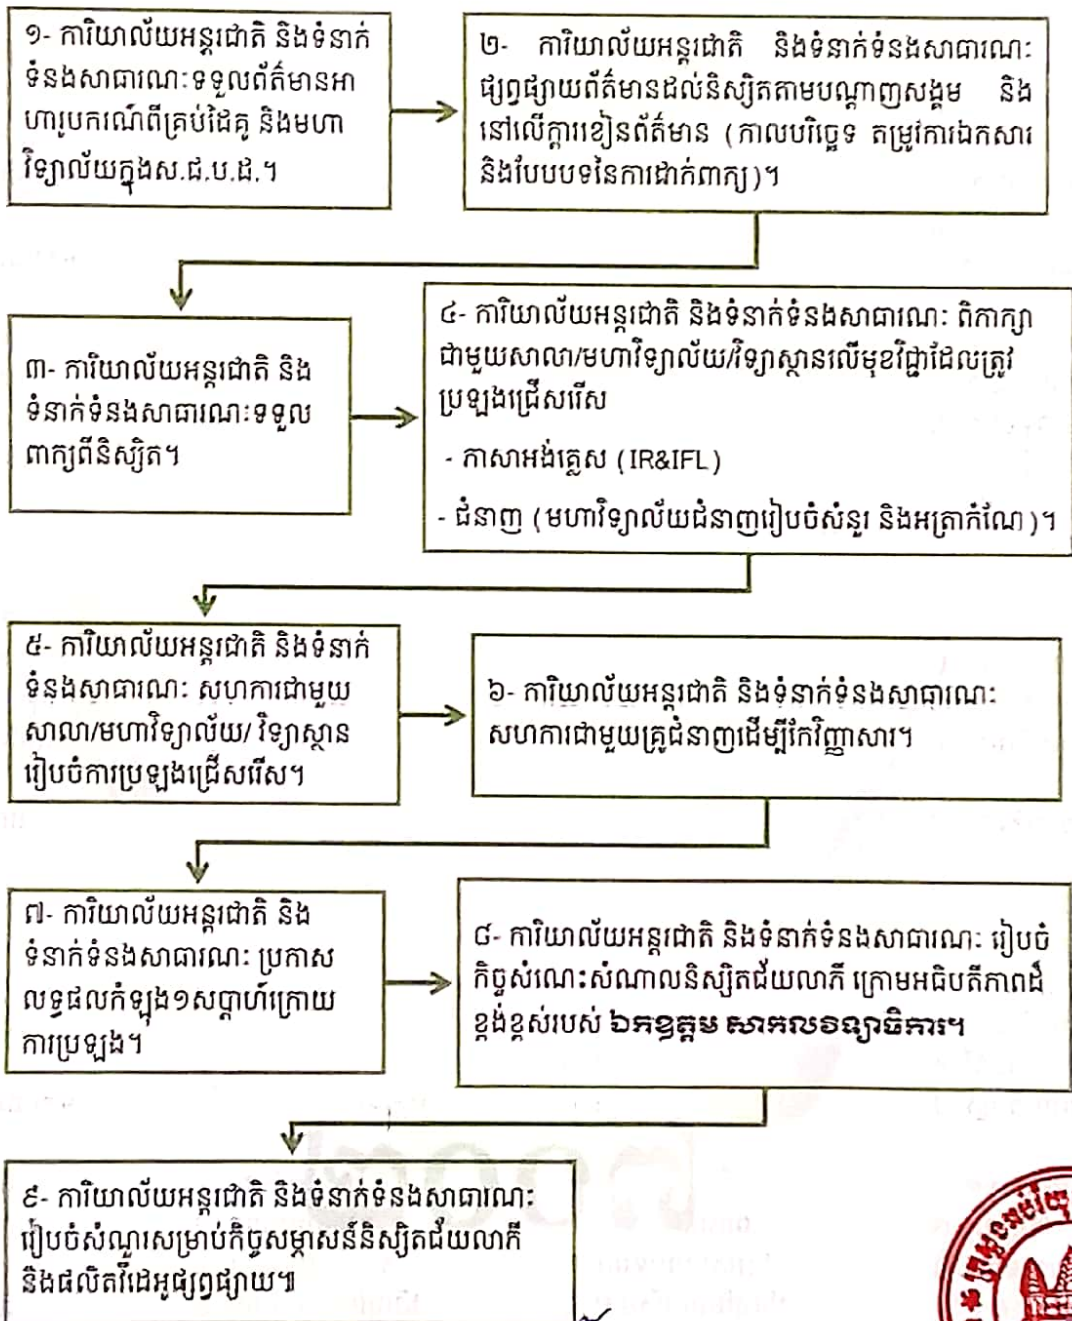 ១- ការិយាល័យអន្តរជាតិ និងទំនាក់
ទំនងសាធារណៈទទួលព័ត៌មានអា
ហារូបករណ៍ពីគ្រប់ដៃគូ និងមហា
វិទ្យាល័យក្នុងស.ជ.ប.ដ.។
២- ការិយាល័យអន្តរជាតិ និងទំនាក់ទំនងសាធារណៈ
ផ្សព្វផ្សាយព័ត៌មានដល់និស្សិតតាមបណ្តាញសង្គម និង
នៅលើក្តារខៀនព័ត៌មាន (កាលបរិច្ឆេទ តម្រូវការឯកសារ
និងបែបបទនៃការដាក់ពាក្យ)។
៣- ការិយាល័យអន្តរជាតិ និង
ទំនាក់ទំនងសាធារណៈទទួល
ពាក្យពីនិស្សិត។
៤- ការិយាល័យអន្តរជាតិ និងទំនាក់ទំនងសាធារណៈ ពិភាក្សា
ជាមួយសាលា/មហាវិទ្យាល័យ/វិទ្យាស្ថានលើមុខវិជ្ជាដែលត្រូវ
ប្រឡងជ្រើសរើស
- ភាសាអង់គ្លេស (IR&IFL)
- ជំនាញ (មហាវិទ្យាល័យជំនាញរៀបចំសំនួរ និងអត្រាកំណែ)។
៥- ការិយាល័យអន្តរជាតិ និងទំនាក់
ទំនងសាធារណៈ សហការជាមួយ
សាលា/មហាវិទ្យាល័យ/ វិទ្យាស្ថាន
រៀបចំការប្រឡងជ្រើសរើស។
៦- ការិយាល័យអន្តរជាតិ និងទំនាក់ទំនងសាធារណៈ
សហការជាមួយគ្រូជំនាញដើម្បីកែវិញ្ញាសារ។
៧- ការិយាល័យអន្តរជាតិ និង
ទំនាក់ទំនងសាធារណៈ ប្រកាស
លទ្ធផលកំឡុង១សប្តាហ៍ក្រោយ
ការប្រឡង។
៨- ការិយាល័យអន្តរជាតិ និងទំនាក់ទំនងសាធារណៈ រៀបចំ
កិច្ចសំណេះសំណាលនិស្សិតជ័យលាភី ក្រោមអធិបតីភាពដ៏
ខ្ពង់ខ្ពស់របស់ ឯកឧត្តម សាកលវិទ្យាធិការ។
៩- ការិយាល័យអន្តរជាតិ និងទំនាក់ទំនងសាធារណៈ
រៀបចំសំណួរសម្រាប់កិច្ចសម្ភាសន៍និស្សិតជ័យលាភី
និងផលិតវីដេអូផ្សព្វផ្សាយ៕